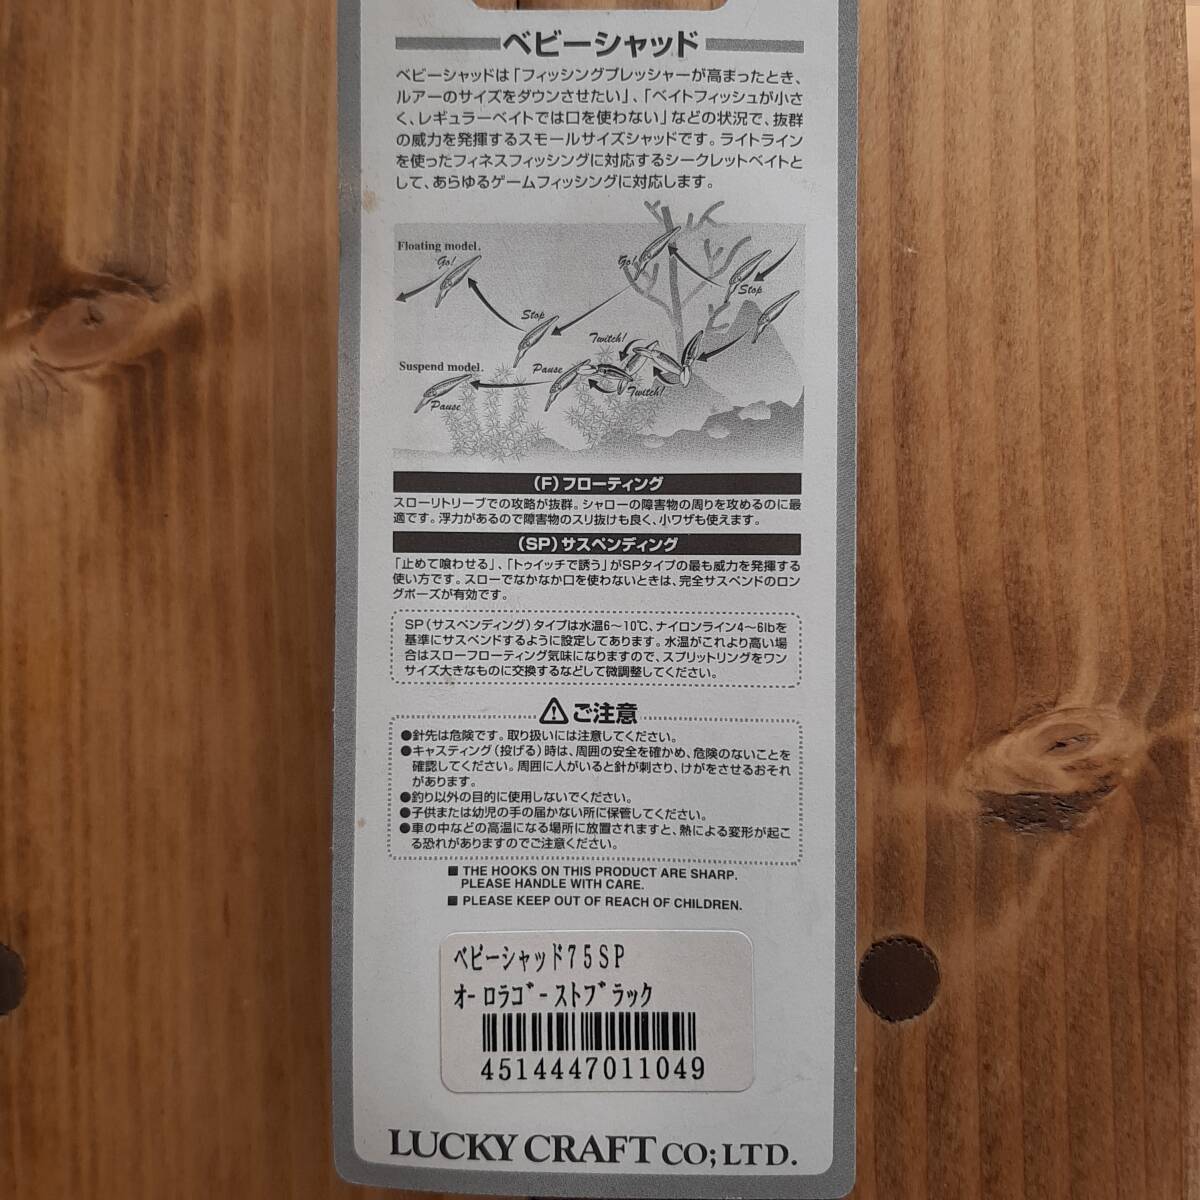 ベビーシャッド
ベビーシャッドは「フィッシングプレッシャーが高まったとき、
ルアーのサイズをダウンさせたい」、「ベイトフィッシュが小さ
く、レギュラーベイトでは口を使わない」などの状況で、抜群
の威力を発揮するスモールサイズシャッドです。ライトライン
を使ったフィネスフィッシングに対応するシークレットベイトと
して、あらゆるゲームフィッシングに対応します。
Floating model.
Go!
Go!
Stop
Stop
Twitch!
Suspend model.
Pause
Twitch!
Pause
(F)フローティング
スローリトリーブでの攻略が抜群。シャローの障害物の周りを攻めるのに最
適です。浮力があるので障害物のスリ抜けも良く、小ワザも使えます。
(SP)サスペンディング
「止めて喰わせる」、「トゥイッチで誘う」がSPタイプの最も威力を発揮する
使い方です。スローでなかなか口を使わないときは、完全サスペンドのロン
グポーズが有効です。
SP(サスペンディング)タイプは水温6〜10℃、ナイロンライン4〜6lbを
基準にサスペンドするように設定してあります。水温がこれより高い場
合はスローフローティング気味になりますので、スプリットリングをワン
サイズ大きなものに交換するなどして微調整してください。
⚠ご注意
●針先は危険です。取り扱いには注意してください。
●キャスティング(投げる)時は、周囲の安全を確かめ、危険のないことを
確認してください。周囲に人がいると針が刺さり、けがをさせるおそれ
があります。
●釣り以外の目的に使用しないでください。
●子供または幼児の手の届かない所に保管してください。
●車の中などの高温になる場所に放置されますと、熱による変形が起こ
る恐れがありますのでご注意ください。
■ THE HOOKS ON THIS PRODUCT ARE SHARP.
PLEASE HANDLE WITH CARE.
■ PLEASE KEEP OUT OF REACH OF CHILDREN.
ベビーシャッド75SP
オーロラゴーストブラック
4514447011049
LUCKY CRAFT CO;LTD.